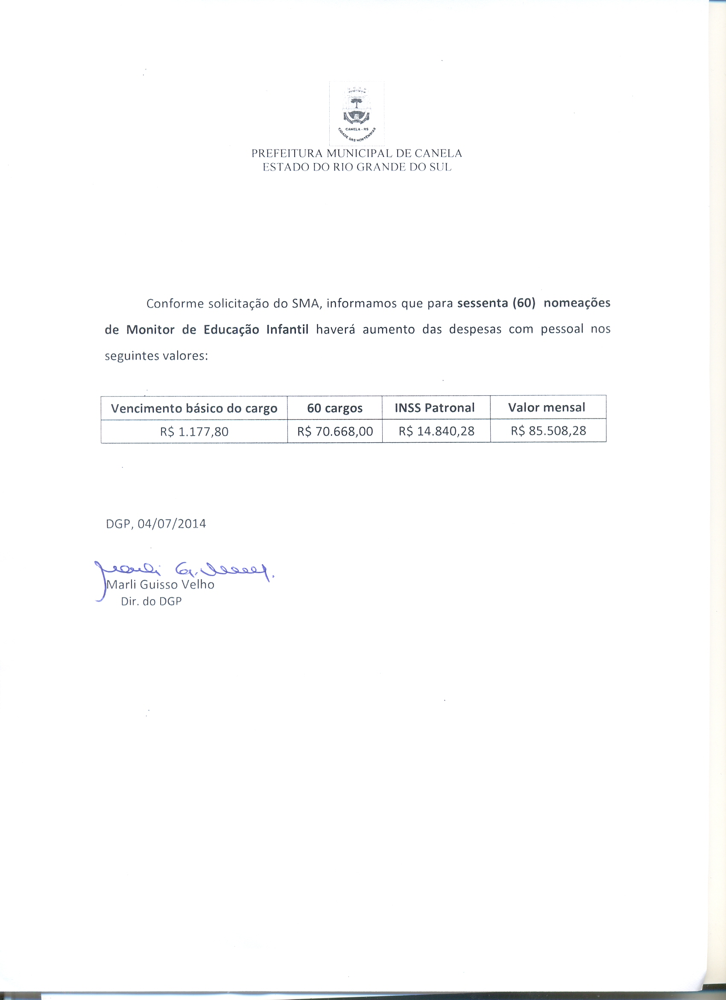 CANELA - RS
CIDADE DAS HORTÊNSIAS
PREFEITURA MUNICIPAL DE CANELA
ESTADO DO RIO GRANDE DO SUL
Conforme solicitação do SMA, informamos que para sessenta (60) nomeações
de Monitor de Educação Infantil haverá aumento das despesas com pessoal nos
seguintes valores:
Vencimento básico do cargo 60 cargos INSS Patronal Valor mensal
R$ 1.177,80 R$ 70.668,00 R$ 14.840,28 R$ 85.508,28
DGP, 04/07/2014
Marli Guisso Velho
Dir. do DGP